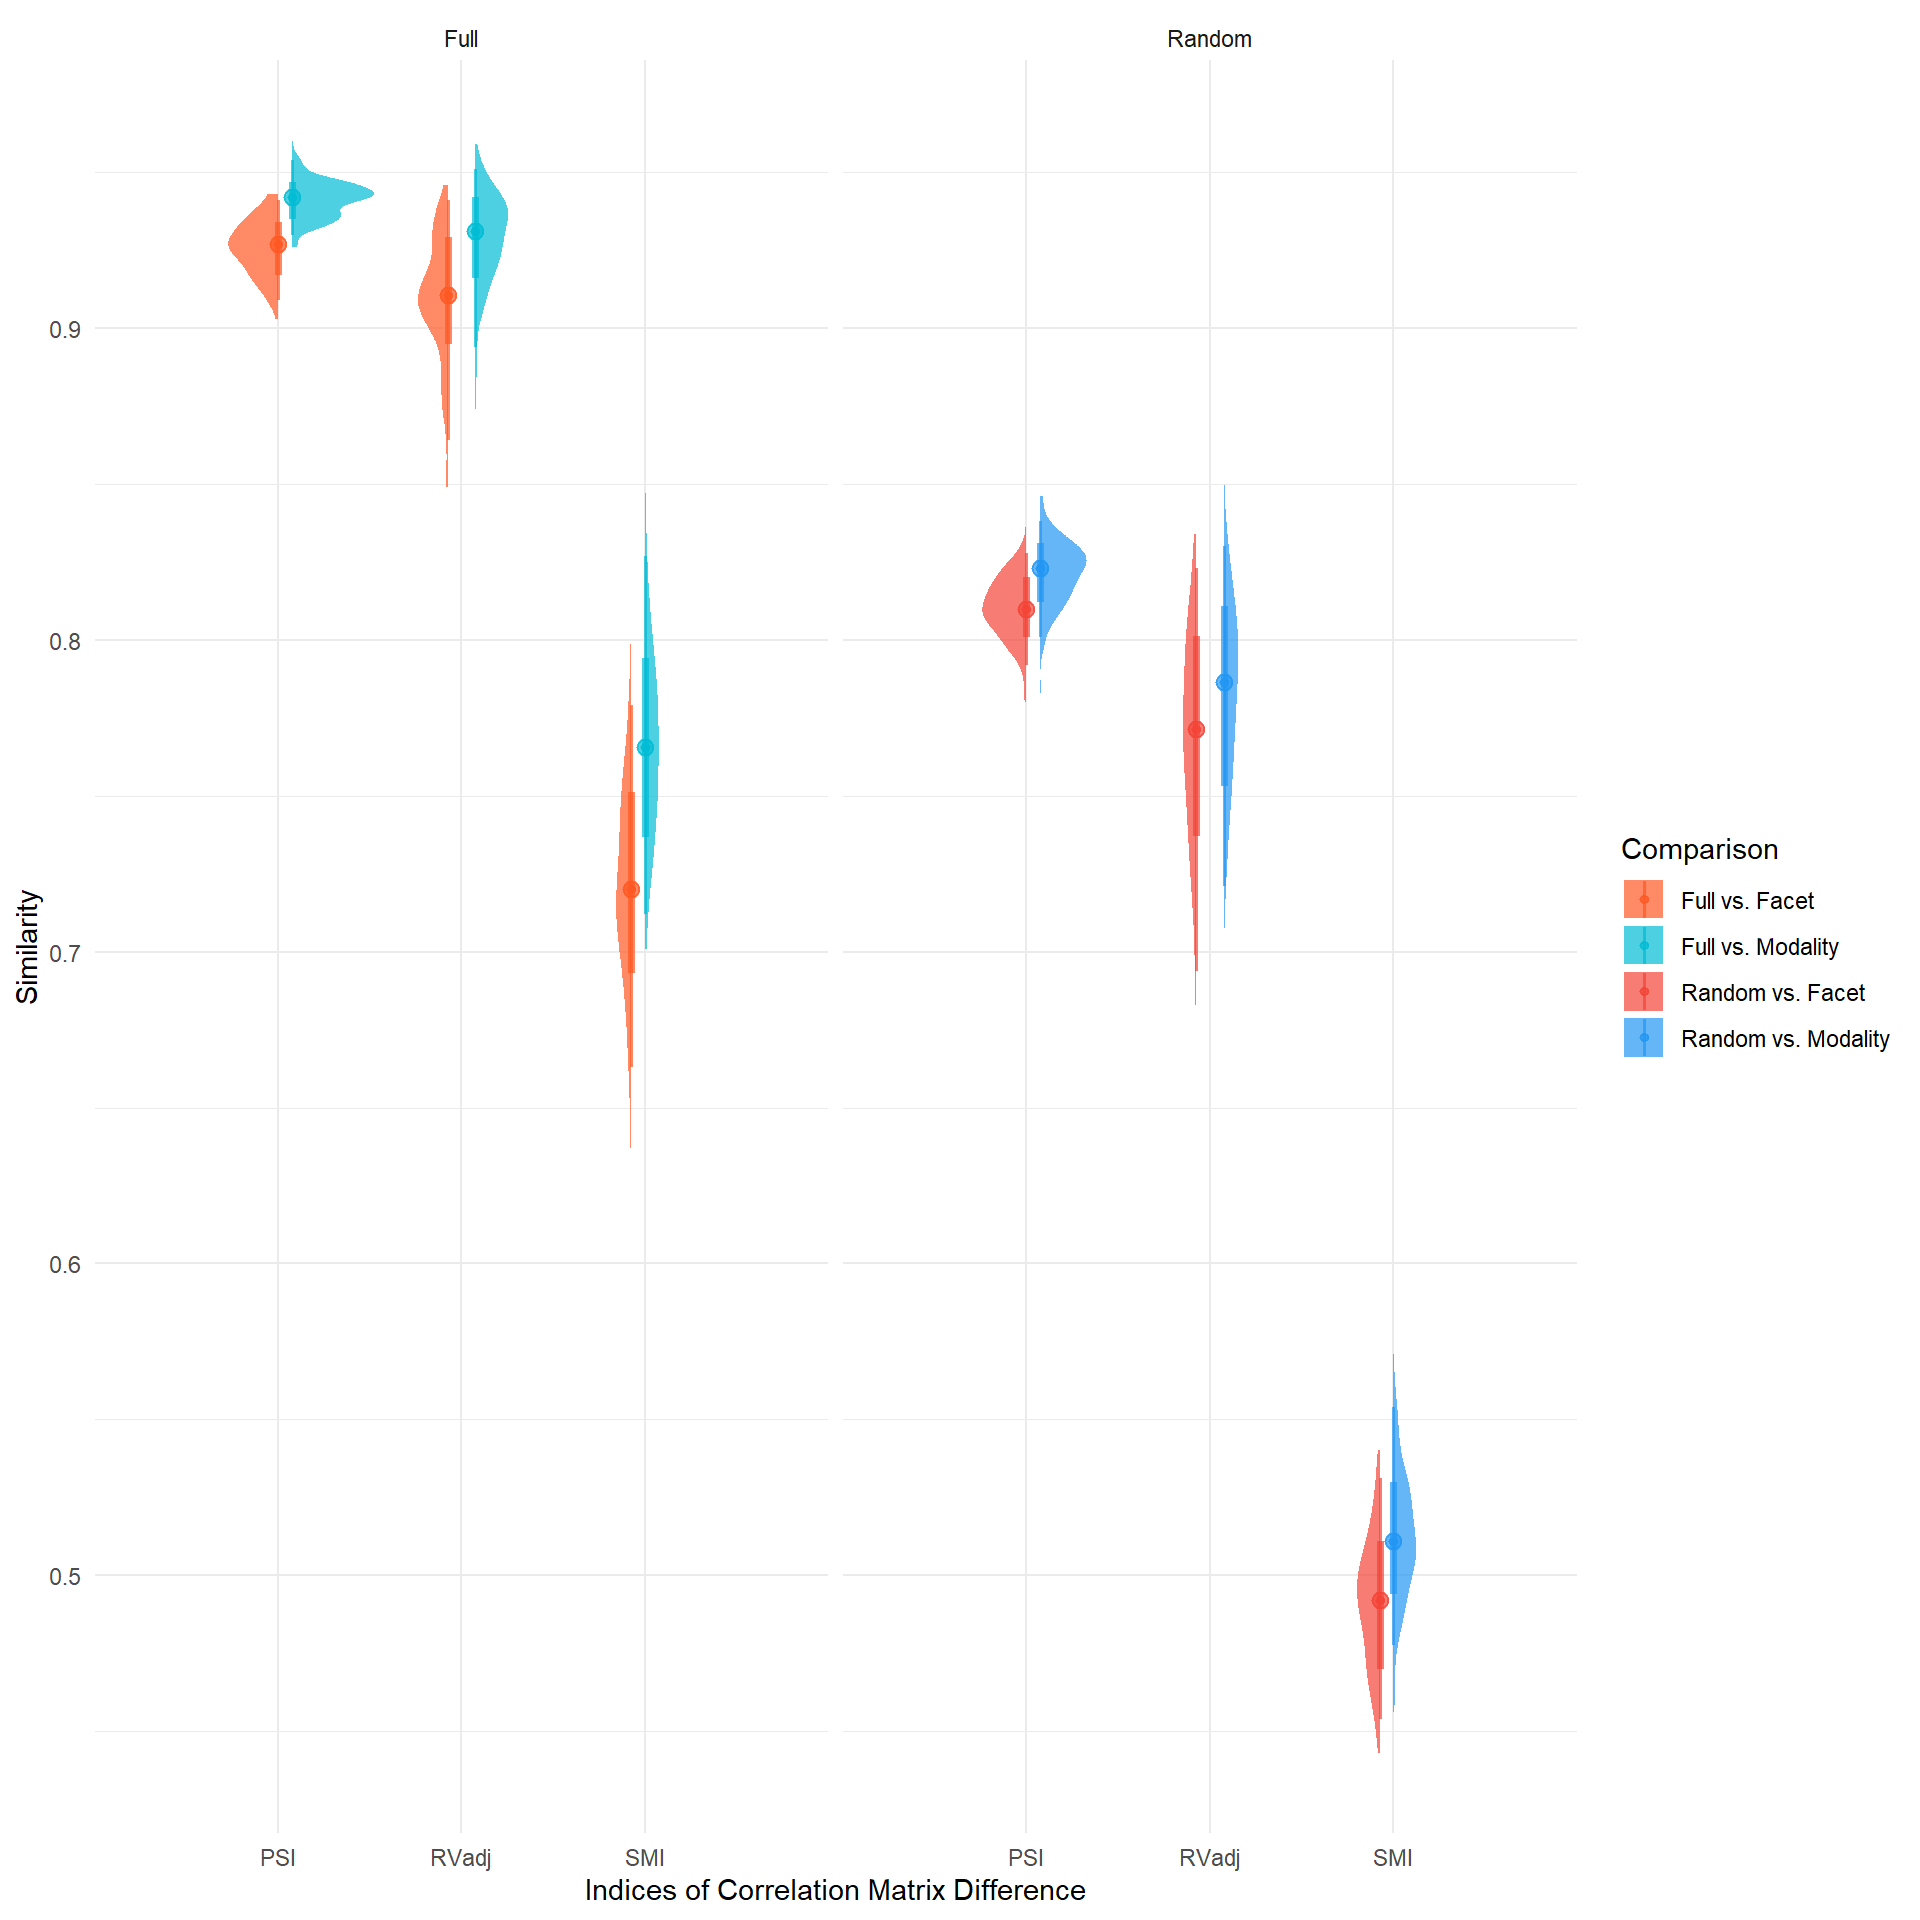 Full
Random
0.9
0.8
0.7
0.6
0.5
Similarity
PSI
RVadj
SMI
PSI
RVadj
SMI
Indices of Correlation Matrix Difference
Comparison
Full vs. Facet
Full vs. Modality
Random vs. Facet
Random vs. Modality